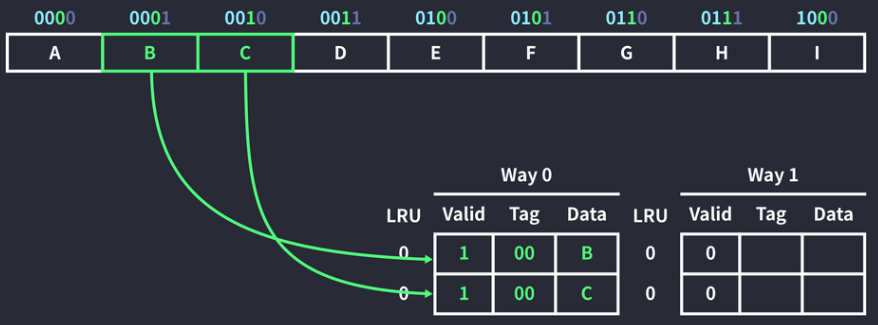 0000 0001 0010 0011 0100 0101 0110 0111 1000
A B C D E F G H I
Way 0 Way 1
LRU Valid Tag Data LRU Valid Tag Data
0 1 00 B 0 0
0 1 00 C 0 0